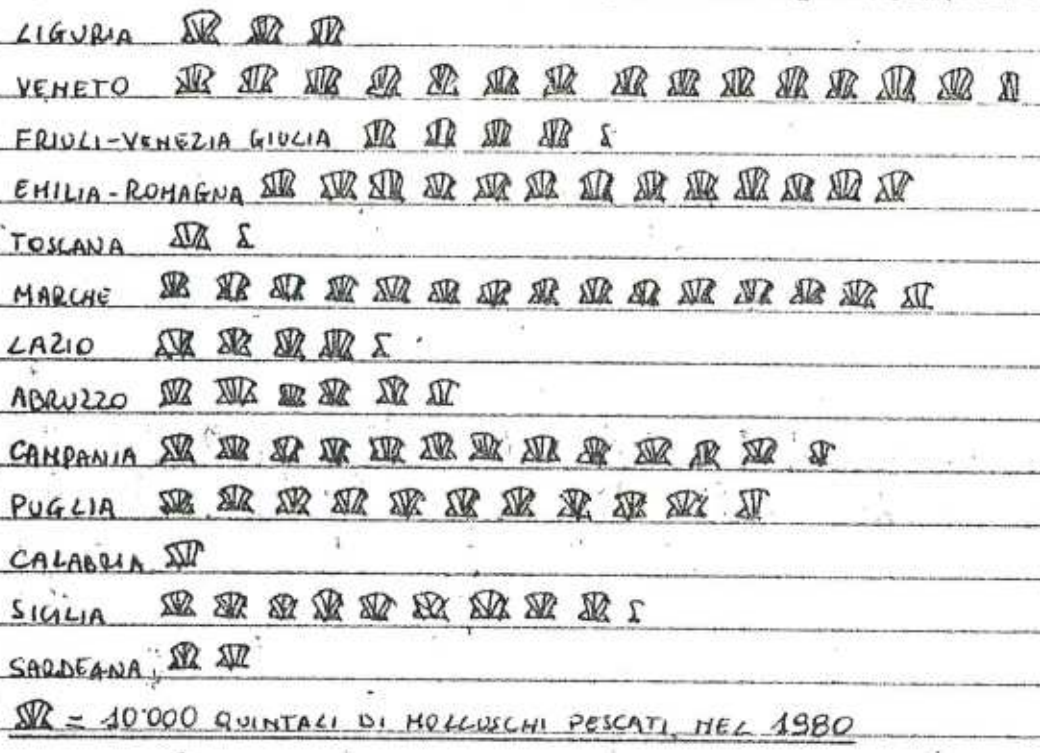 LIGURIA
VENETO
FRIULI-VENEZIA GIULIA
EMILIA-ROMAGNA
TOSCANA
MARCHE
LAZIO
ABRUZZO
CAMPANIA
PUGLIA
CALABRIA
SICILIA
SARDEGNA
= 10'000 QUINTALI DI MOLLUSCHI PESCATI NEL 1980